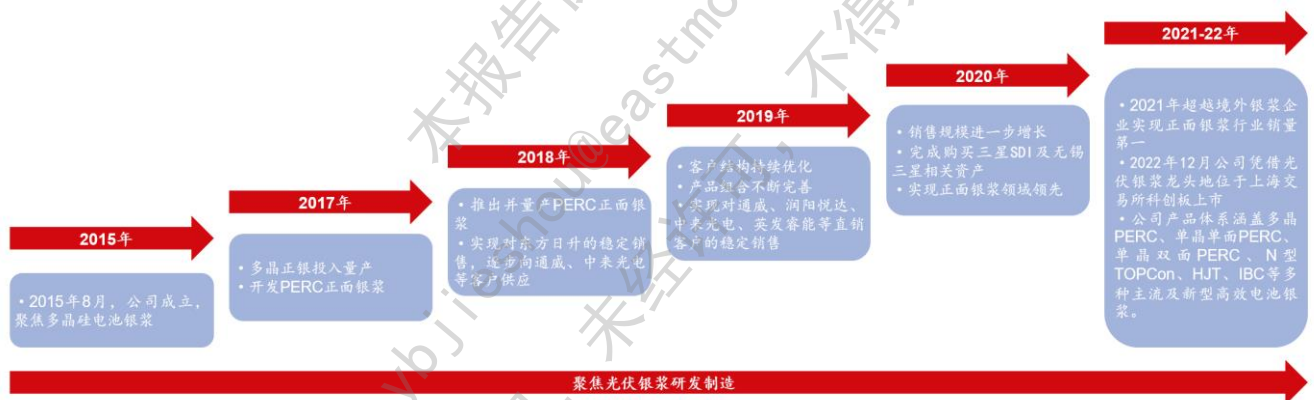 2015年
• 2015年8月，公司成立，
聚焦多晶硅电池银浆
2017年
• 多晶正银投入量产
• 开发PERC正面银浆
2018年
• 推出并量产PERC正面银
浆
• 实现对东方日升的稳定销
售，逐步向通威、中来光电
等客户供应
2019年
• 客户结构持续优化
• 产品组合不断完善
• 实现对通威、润阳悦达、
中来光电、英发睿能等直销
客户的稳定销售
2020年
• 销售规模进一步增长
• 完成购买三星SDI及无锡
三星相关资产
• 实现正面银浆领域领先
2021-22年
• 2021年超越境外银浆企
业实现正面银浆行业销量
第一
• 2022年12月公司凭借光
伏银浆龙头地位于上海交
易所科创板上市
• 公司产品体系涵盖多晶
PERC、单晶单面PERC、
单晶双面PERC、N型
TOPCon、HJT、IBC等多
种主流及新型高效电池银
浆。
聚焦光伏银浆研发制造
本报告
ybjieshou@eastmo
未经许可，不得